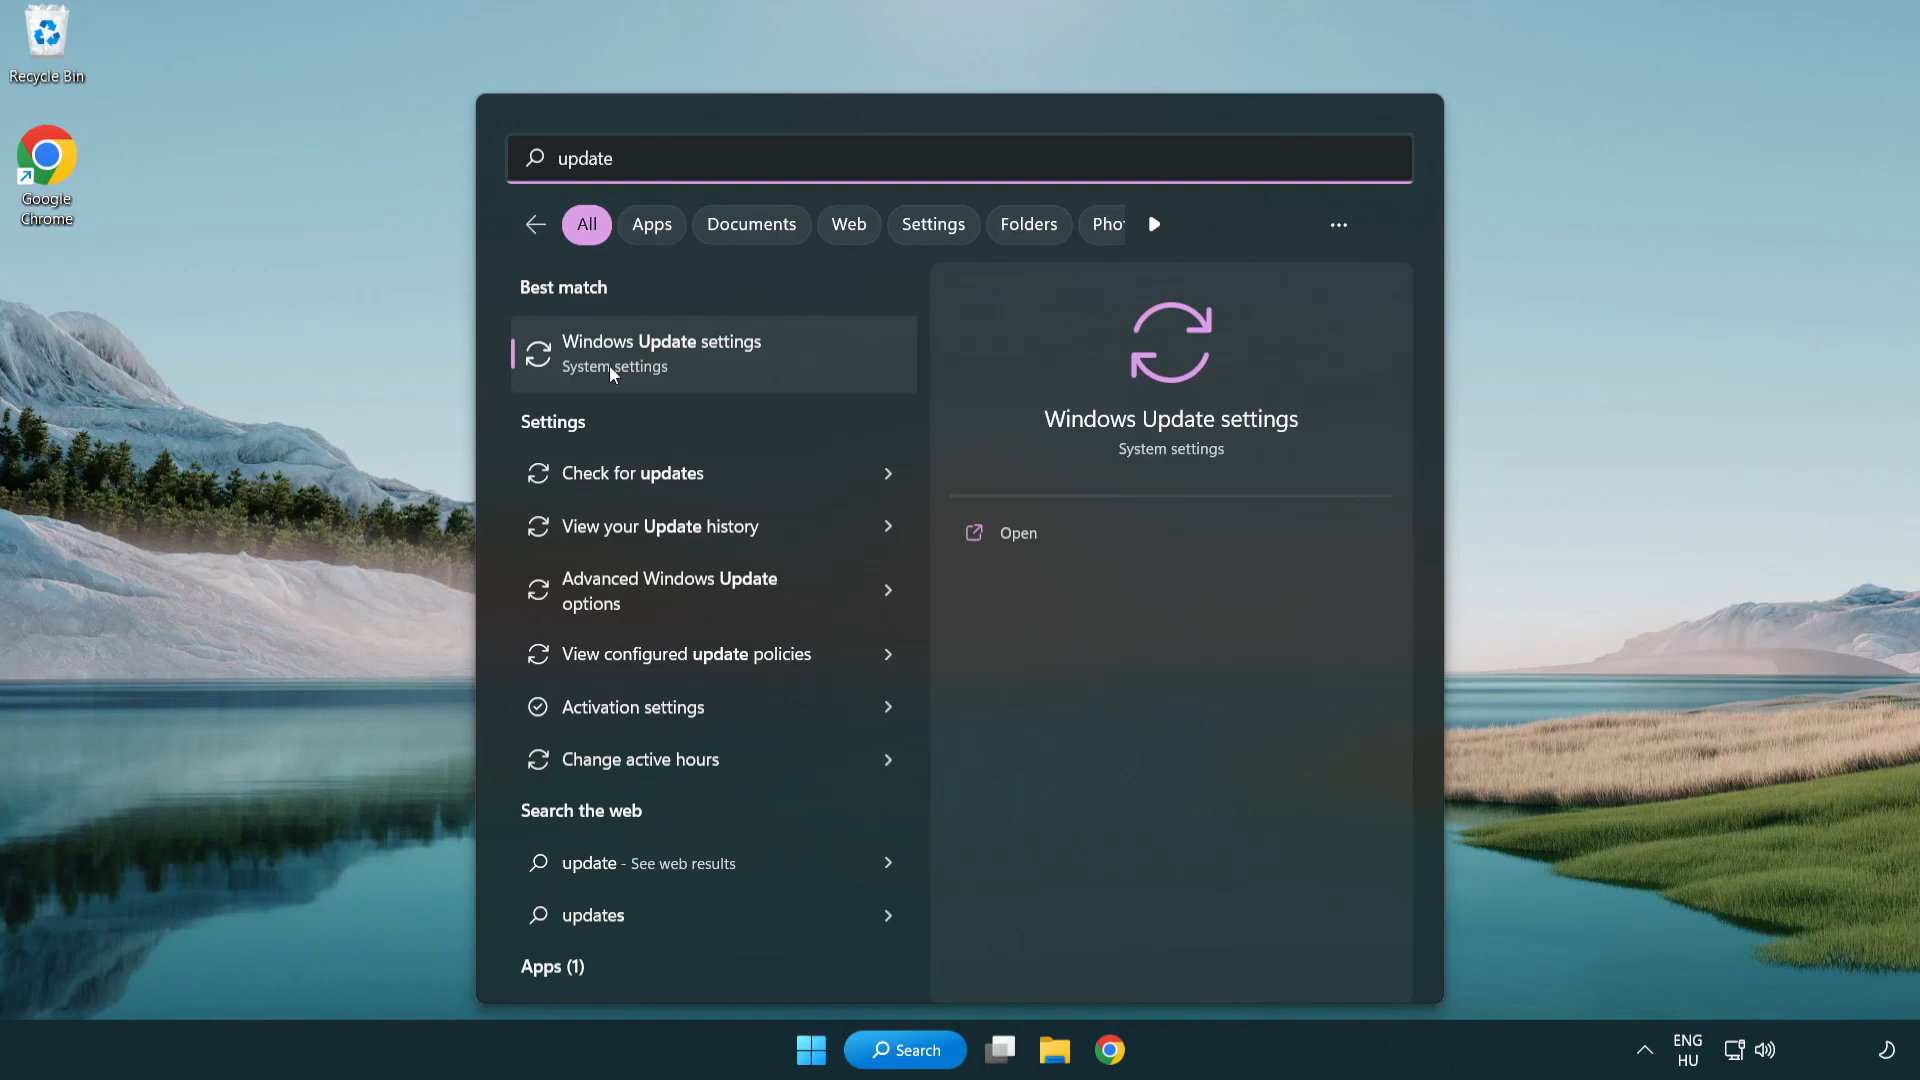 Recycle Bin
Google
Chrome
update
All
Apps
Documents
Web
Settings
Folders
Pho
Best match
Windows Update settings
System settings
Settings
Check for updates
View your Update history
Advanced Windows Update
options
View configured update policies
Activation settings
Change active hours
Search the web
update - See web results
updates
Apps (1)
Windows Update settings
System settings
Open
Search
ENG
HU